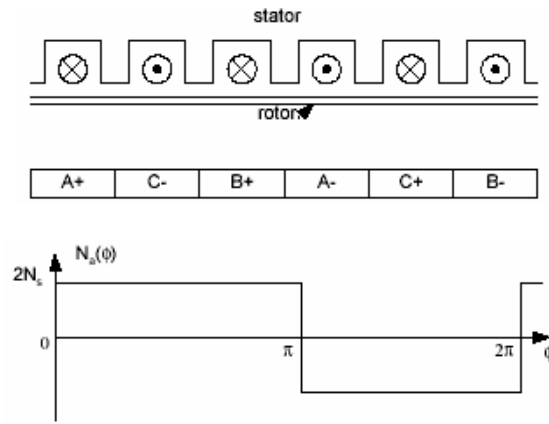 stator
rotor
A+ C- B+ A- C+ B-
Nₐ(ϕ)
2Nₛ
0 π 2π ϕ